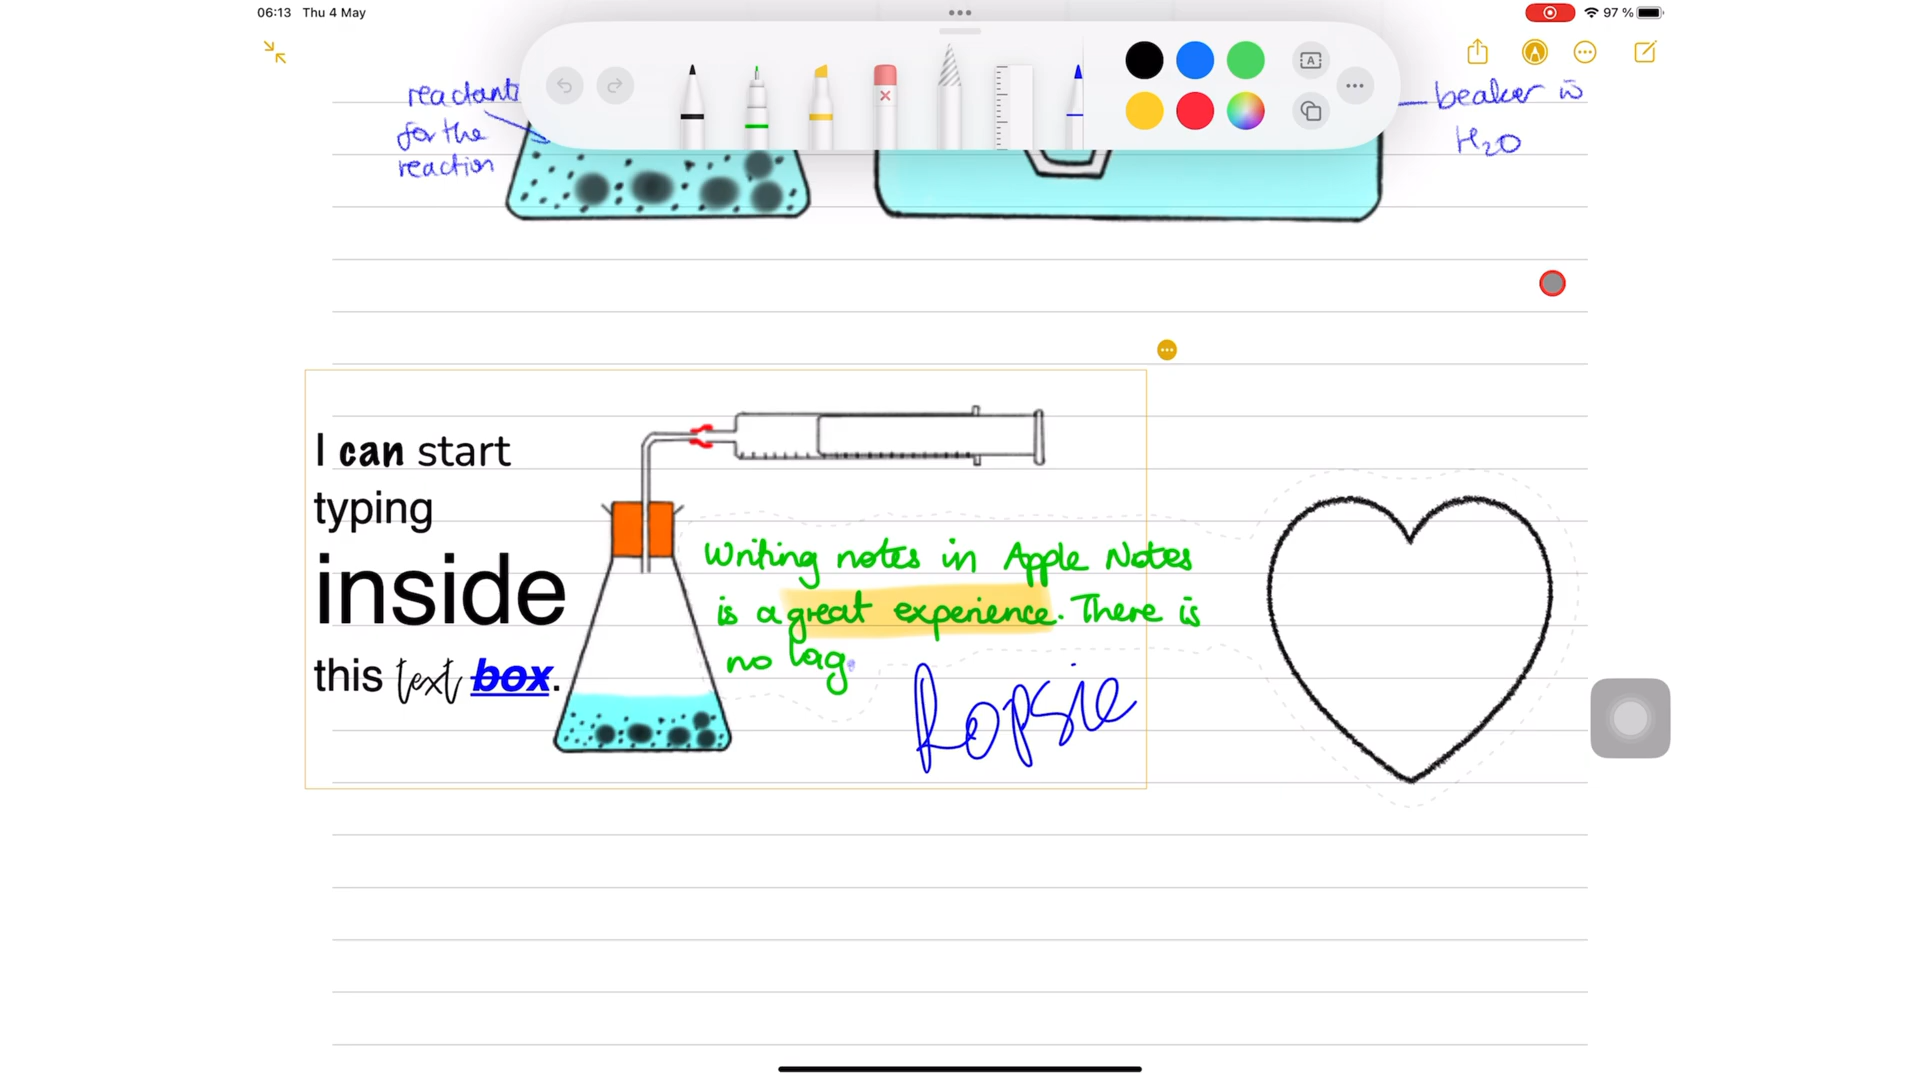 06:13 Thu 4 May
97 %
A
reactants
for the
reaction
beaker is
H2O
I can start
typing
inside
this text box.
Writing notes in Apple Notes
is a great experience. There is
no lag.
Ropsie